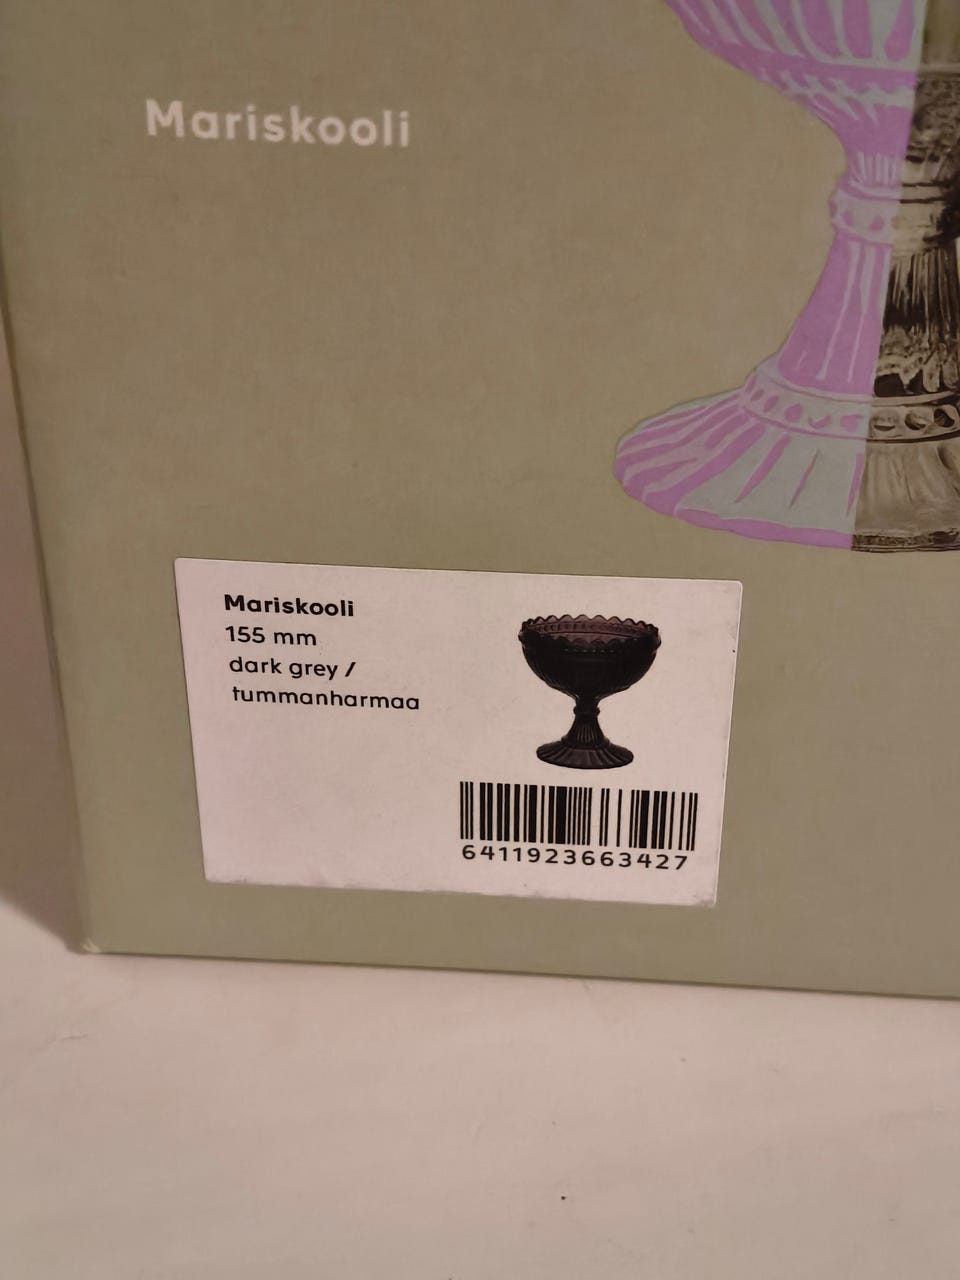 Mariskooli
Mariskooli
155 mm
dark grey /
tummanharmaa
6411923663427